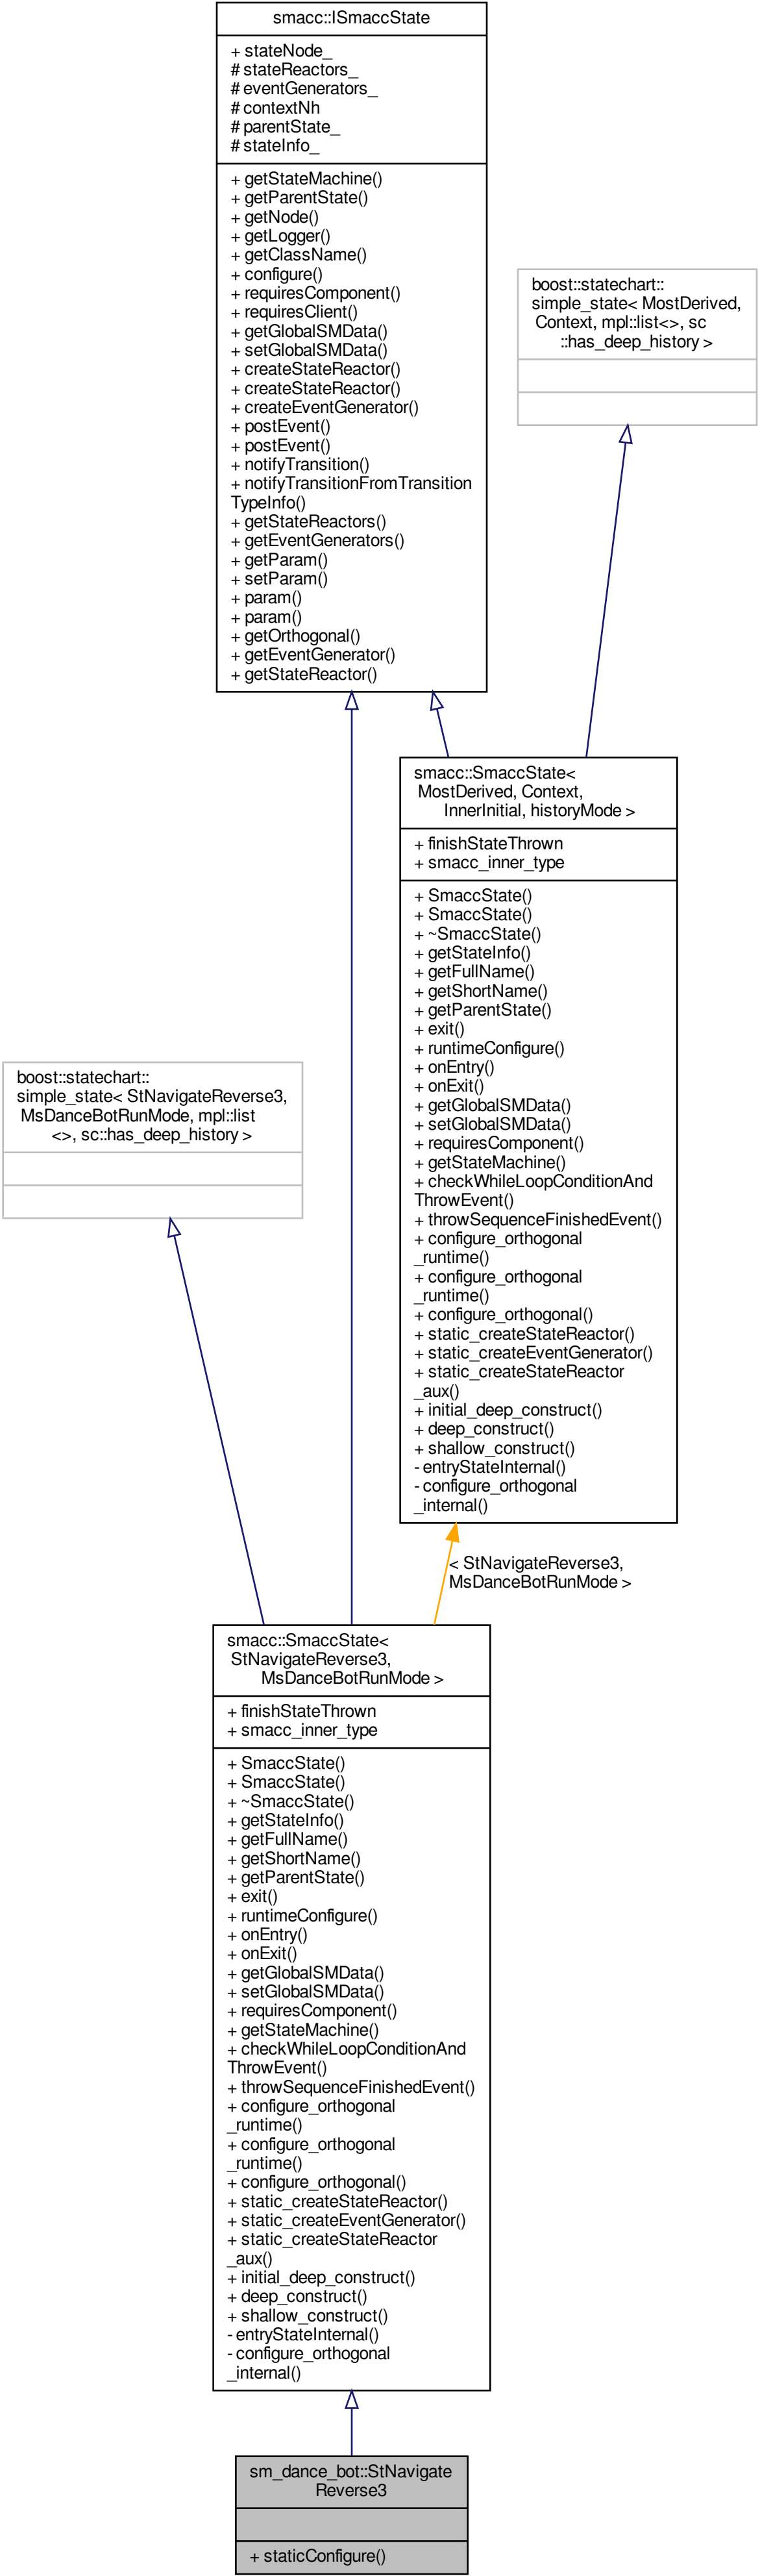 smacc::ISmaccState
+ stateNode_
# stateReactors_
# eventGenerators_
# contextNh
# parentState_
# stateInfo_
+ getStateMachine()
+ getParentState()
+ getNode()
+ getLogger()
+ getClassName()
+ configure()
+ requiresComponent()
+ requiresClient()
+ getGlobalSMData()
+ setGlobalSMData()
+ createStateReactor()
+ createStateReactor()
+ createEventGenerator()
+ postEvent()
+ postEvent()
+ notifyTransition()
+ notifyTransitionFromTransition
TypeInfo()
+ getStateReactors()
+ getEventGenerators()
+ getParam()
+ setParam()
+ param()
+ param()
+ getOrthogonal()
+ getEventGenerator()
+ getStateReactor()
boost::statechart::
simple_state< MostDerived,
Context, mpl::list<>, sc
::has_deep_history >
smacc::SmaccState<
MostDerived, Context,
InnerInitial, historyMode >
+ finishStateThrown
+ smacc_inner_type
+ SmaccState()
+ SmaccState()
+ ~SmaccState()
+ getStateInfo()
+ getFullName()
+ getShortName()
+ getParentState()
+ exit()
+ runtimeConfigure()
+ onEntry()
+ onExit()
+ getGlobalSMData()
+ setGlobalSMData()
+ requiresComponent()
+ getStateMachine()
+ checkWhileLoopConditionAnd
ThrowEvent()
+ throwSequenceFinishedEvent()
+ configure_orthogonal
_runtime()
+ configure_orthogonal
_runtime()
+ configure_orthogonal()
+ static_createStateReactor()
+ static_createEventGenerator()
+ static_createStateReactor
_aux()
+ initial_deep_construct()
+ deep_construct()
+ shallow_construct()
- entryStateInternal()
- configure_orthogonal
_internal()
boost::statechart::
simple_state< StNavigateReverse3,
MsDanceBotRunMode, mpl::list
<>, sc::has_deep_history >
< StNavigateReverse3,
MsDanceBotRunMode >
smacc::SmaccState<
StNavigateReverse3,
MsDanceBotRunMode >
+ finishStateThrown
+ smacc_inner_type
+ SmaccState()
+ SmaccState()
+ ~SmaccState()
+ getStateInfo()
+ getFullName()
+ getShortName()
+ getParentState()
+ exit()
+ runtimeConfigure()
+ onEntry()
+ onExit()
+ getGlobalSMData()
+ setGlobalSMData()
+ requiresComponent()
+ getStateMachine()
+ checkWhileLoopConditionAnd
ThrowEvent()
+ throwSequenceFinishedEvent()
+ configure_orthogonal
_runtime()
+ configure_orthogonal
_runtime()
+ configure_orthogonal()
+ static_createStateReactor()
+ static_createEventGenerator()
+ static_createStateReactor
_aux()
+ initial_deep_construct()
+ deep_construct()
+ shallow_construct()
- entryStateInternal()
- configure_orthogonal
_internal()
sm_dance_bot::StNavigate
Reverse3
+ staticConfigure()